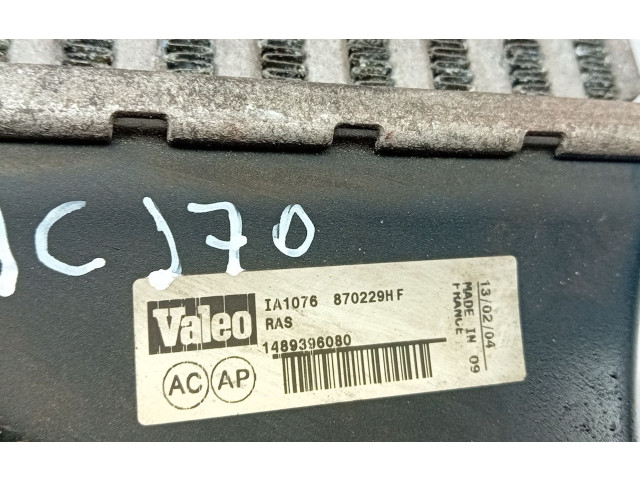 C 170
Valeo
IA1076 870229HF
RAS
1489396080
AC AP
13/02/04
MADE IN 09
FRANCE